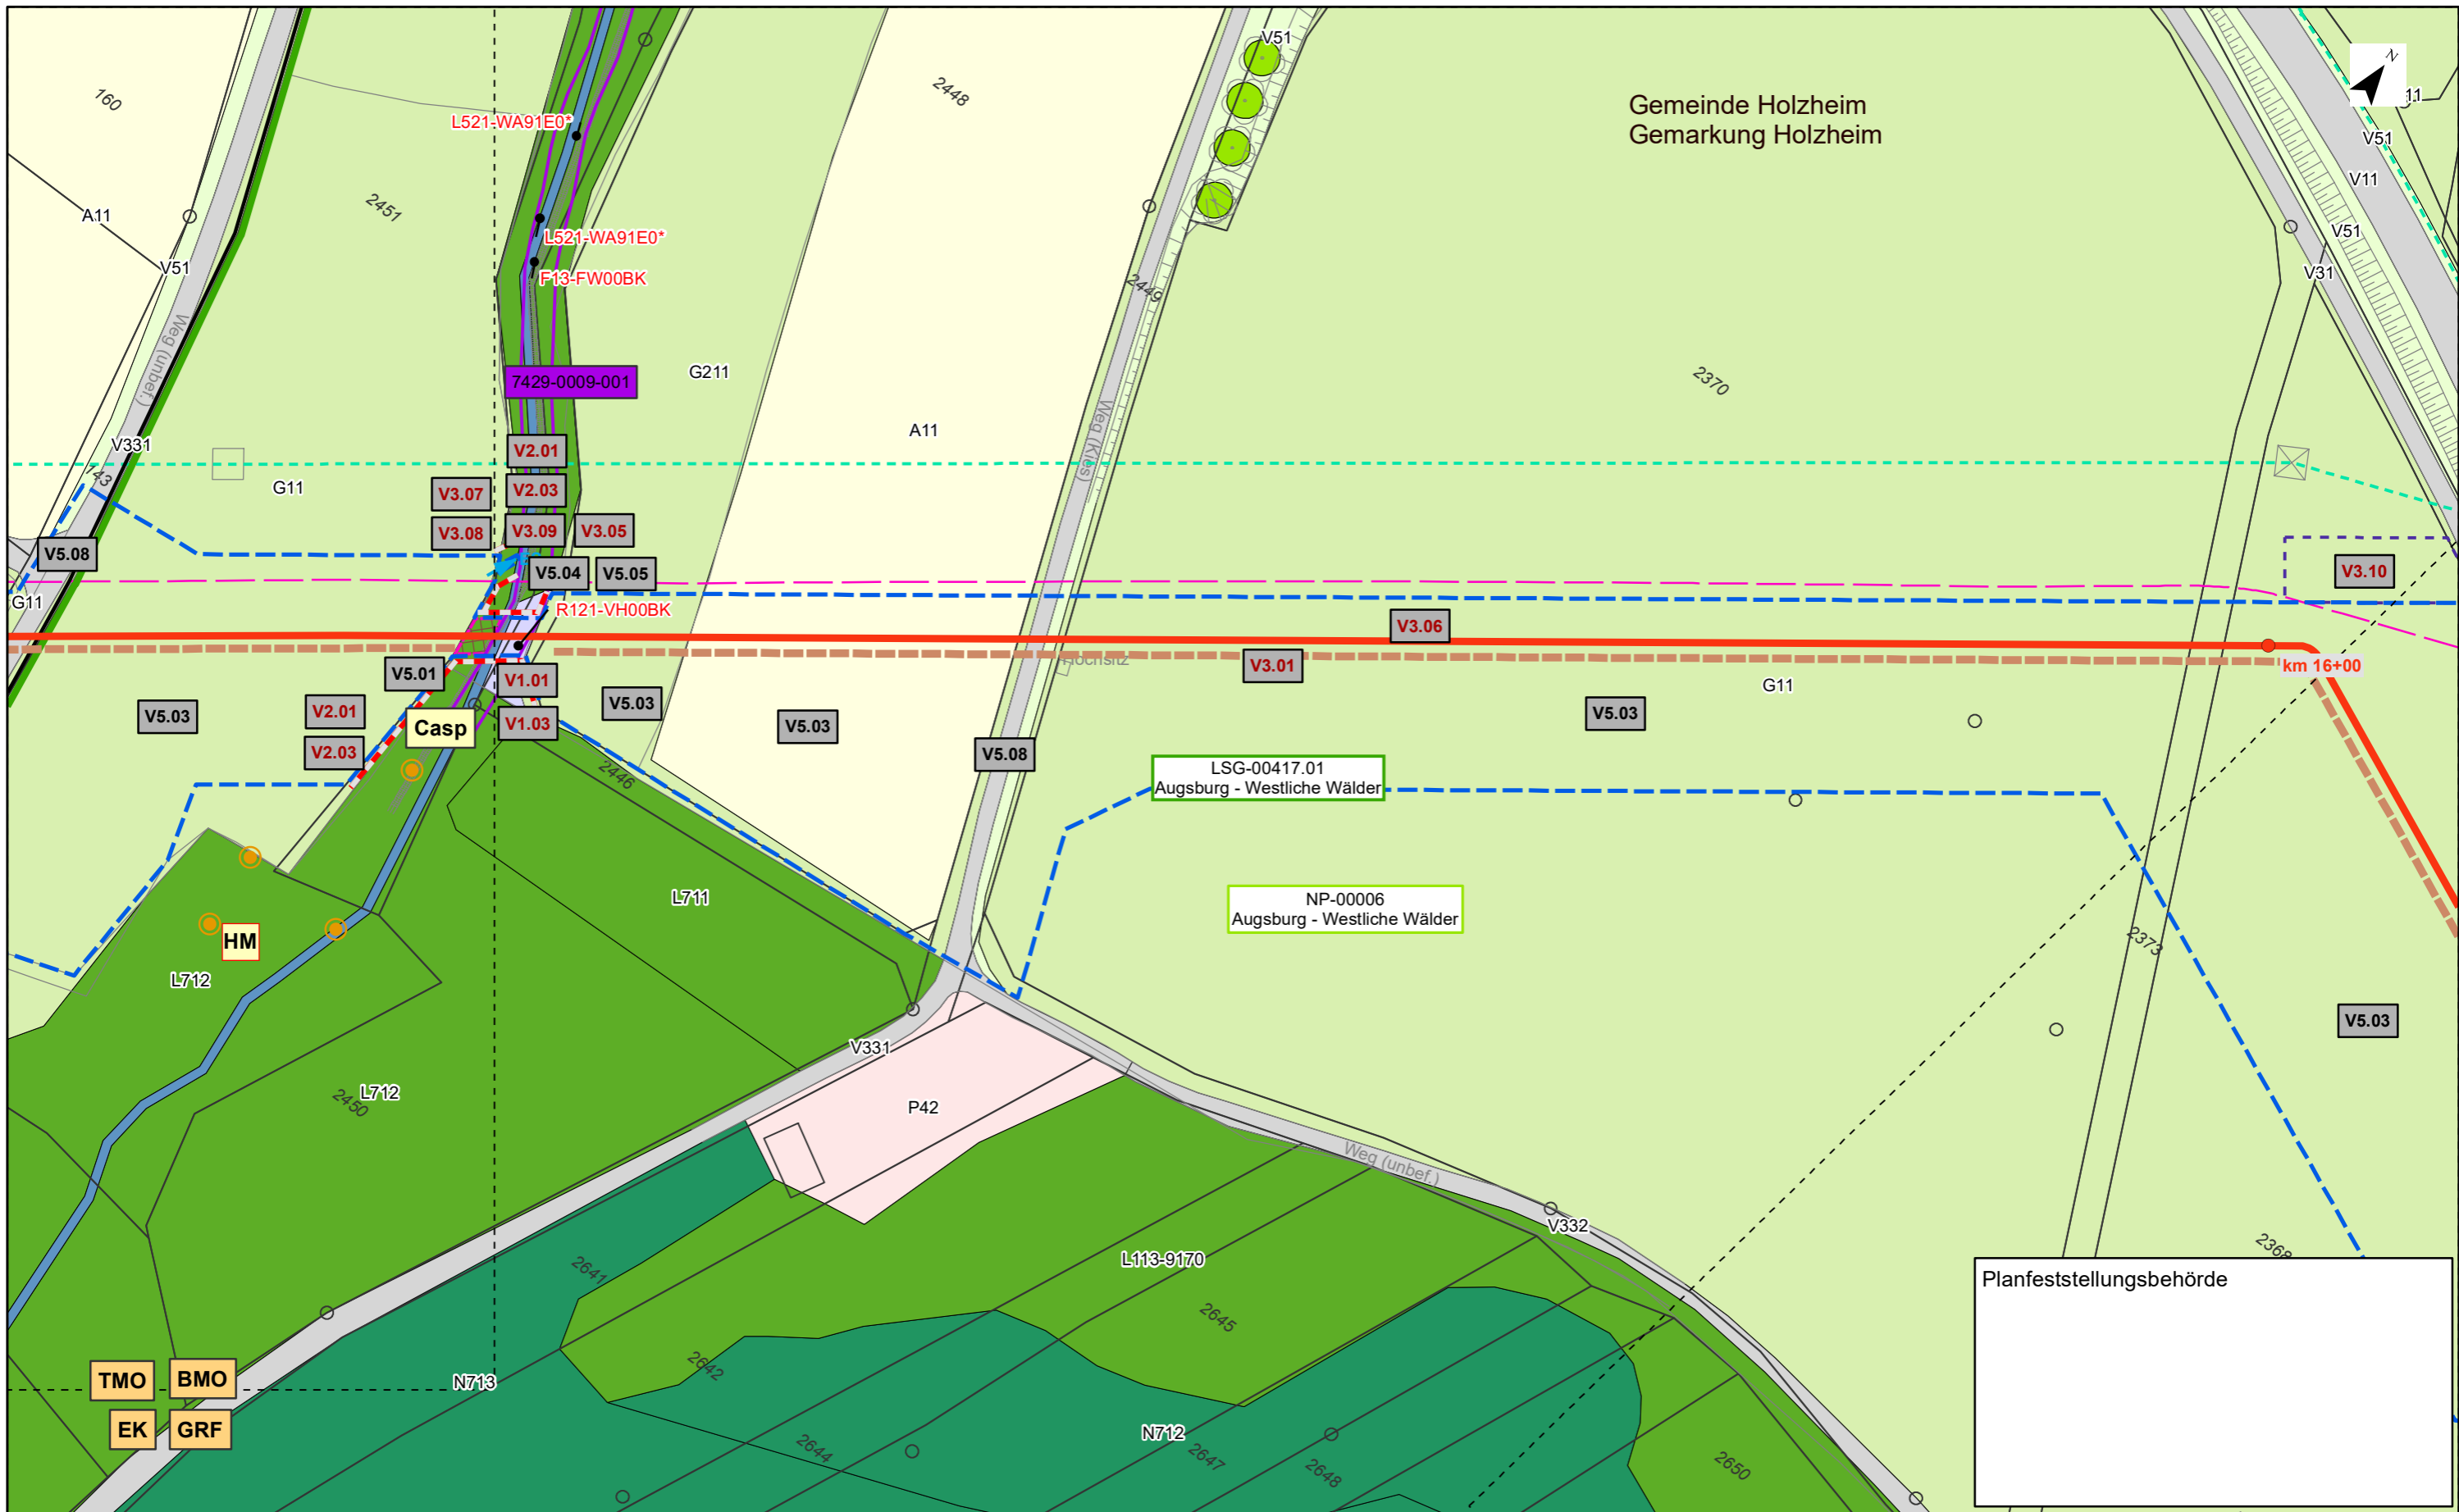 V51
N
160
2448
Gemeinde Holzheim
Gemarkung Holzheim
11
L521-WA91E0*
V51
V11
2451
A11
L521-WA91E0*
V51
V51
V31
F13-FW00BK
2449
Weg (unbef.)
7429-0009-001
G211
2370
Weg (Kies)
A11
V331
V2.01
143
G11
V3.07
V2.03
V3.08
V3.09
V3.05
V5.08
V5.04
V5.05
V3.10
G11
R121-VH00BK
V3.06
Hochsitz
V3.01
km 16+00
V5.01
V1.01
G11
V5.03
V2.01
V5.03
V5.03
V5.03
Casp
V1.03
V2.03
V5.08
2446
LSG-00417.01
Augsburg - Westliche Wälder
L711
NP-00006
Augsburg - Westliche Wälder
HM
2373
L712
V5.03
V331
L712
2450
P42
Weg (unbef.)
V332
2368
L113-9170
2641
Planfeststellungsbehörde
2645
2642
TMO
BMO
N713
EK
GRF
N712
2644
2647
2648
2650